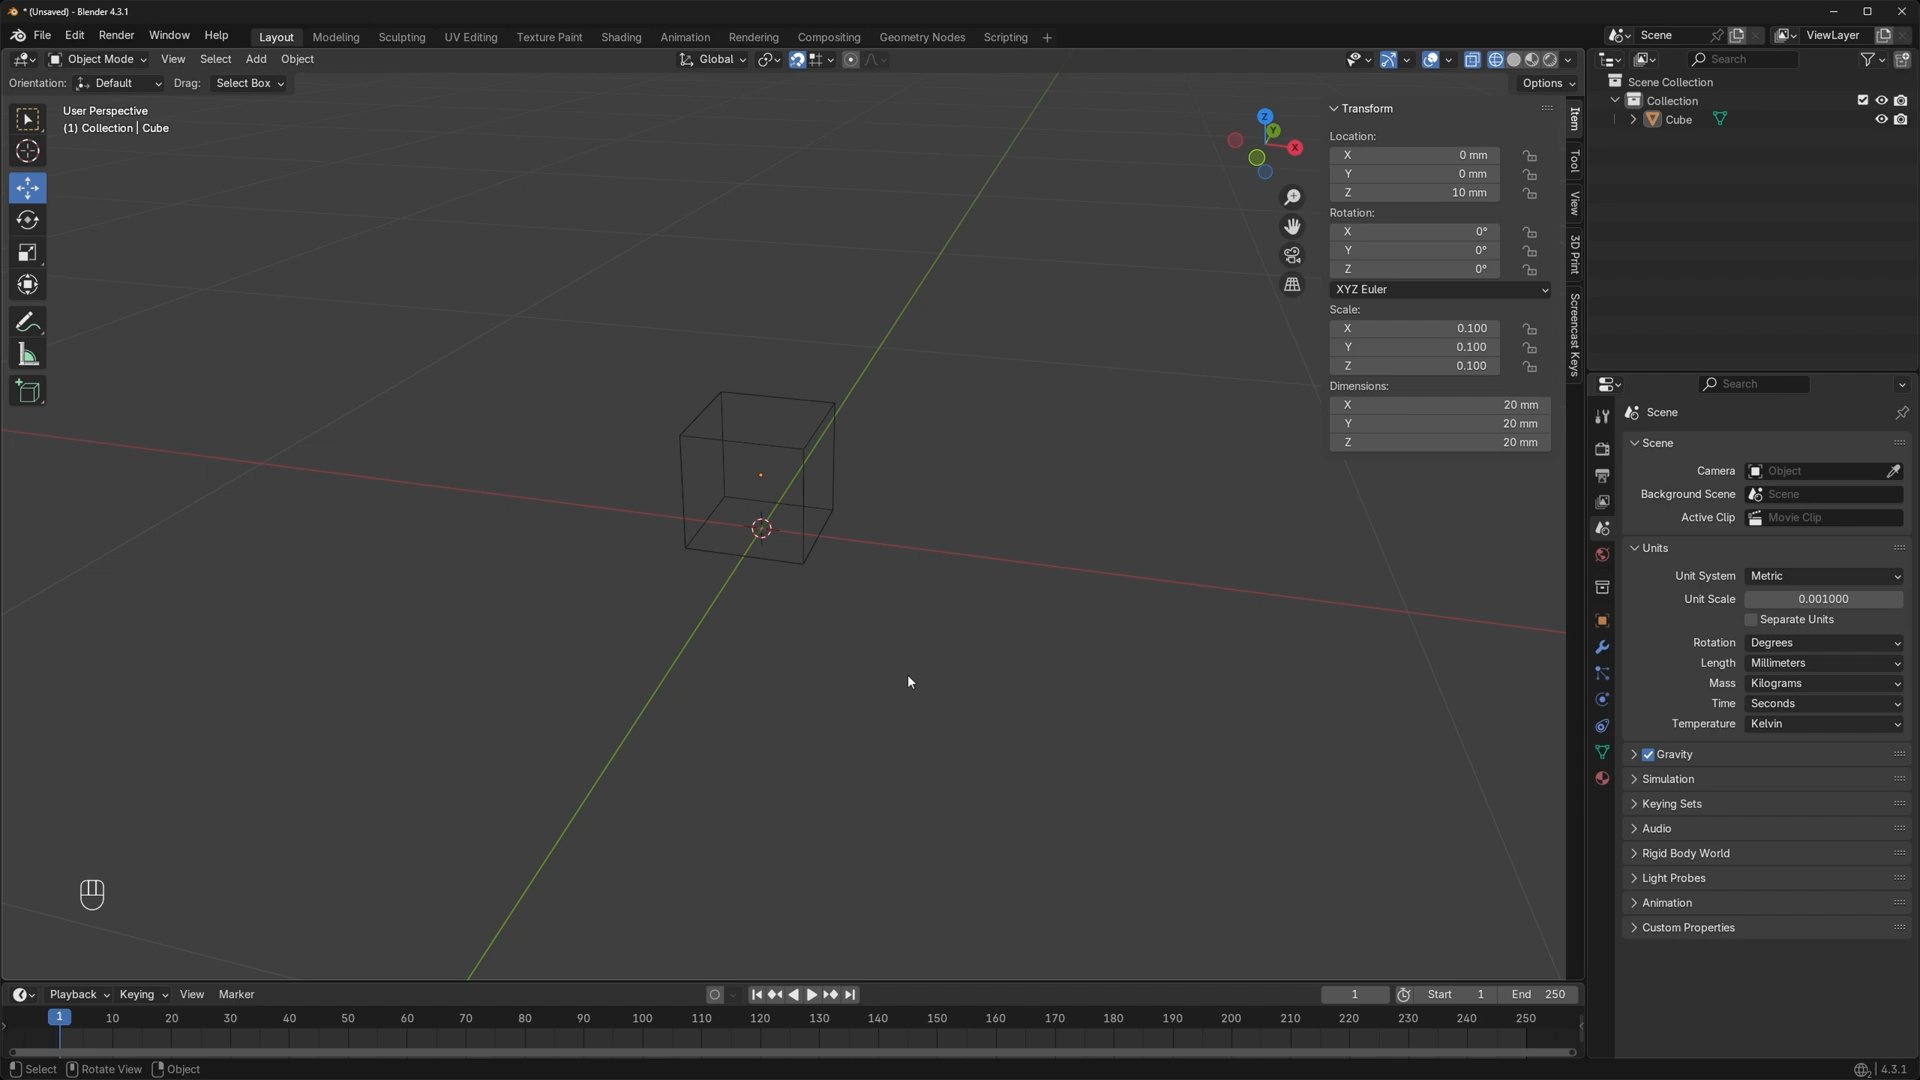 * (Unsaved) - Blender 4.3.1
File Edit Render Window Help
Layout Modeling Sculpting UV Editing Texture Paint Shading Animation Rendering Compositing Geometry Nodes Scripting +
Scene ViewLayer
Object Mode View Select Add Object Global
Search
Orientation: Default Drag: Select Box Options
User Perspective
(1) Collection | Cube
Z
Y
X
Transform
Location:
X 0 mm
Y 0 mm
Z 10 mm
Rotation:
X 0°
Y 0°
Z 0°
XYZ Euler
Scale:
X 0.100
Y 0.100
Z 0.100
Dimensions:
X 20 mm
Y 20 mm
Z 20 mm
Item
Tool
View
3D Print
Screencast Keys
Scene Collection
Collection
Cube
Search
Scene
Scene
Camera Object
Background Scene Scene
Active Clip Movie Clip
Units
Unit System Metric
Unit Scale 0.001000
Separate Units
Rotation Degrees
Length Millimeters
Mass Kilograms
Time Seconds
Temperature Kelvin
Gravity
Simulation
Keying Sets
Audio
Rigid Body World
Light Probes
Animation
Custom Properties
Playback Keying View Marker
1 Start 1 End 250
1 10 20 30 40 50 60 70 80 90 100 110 120 130 140 150 160 170 180 190 200 210 220 230 240 250
Select Rotate View Object
4.3.1